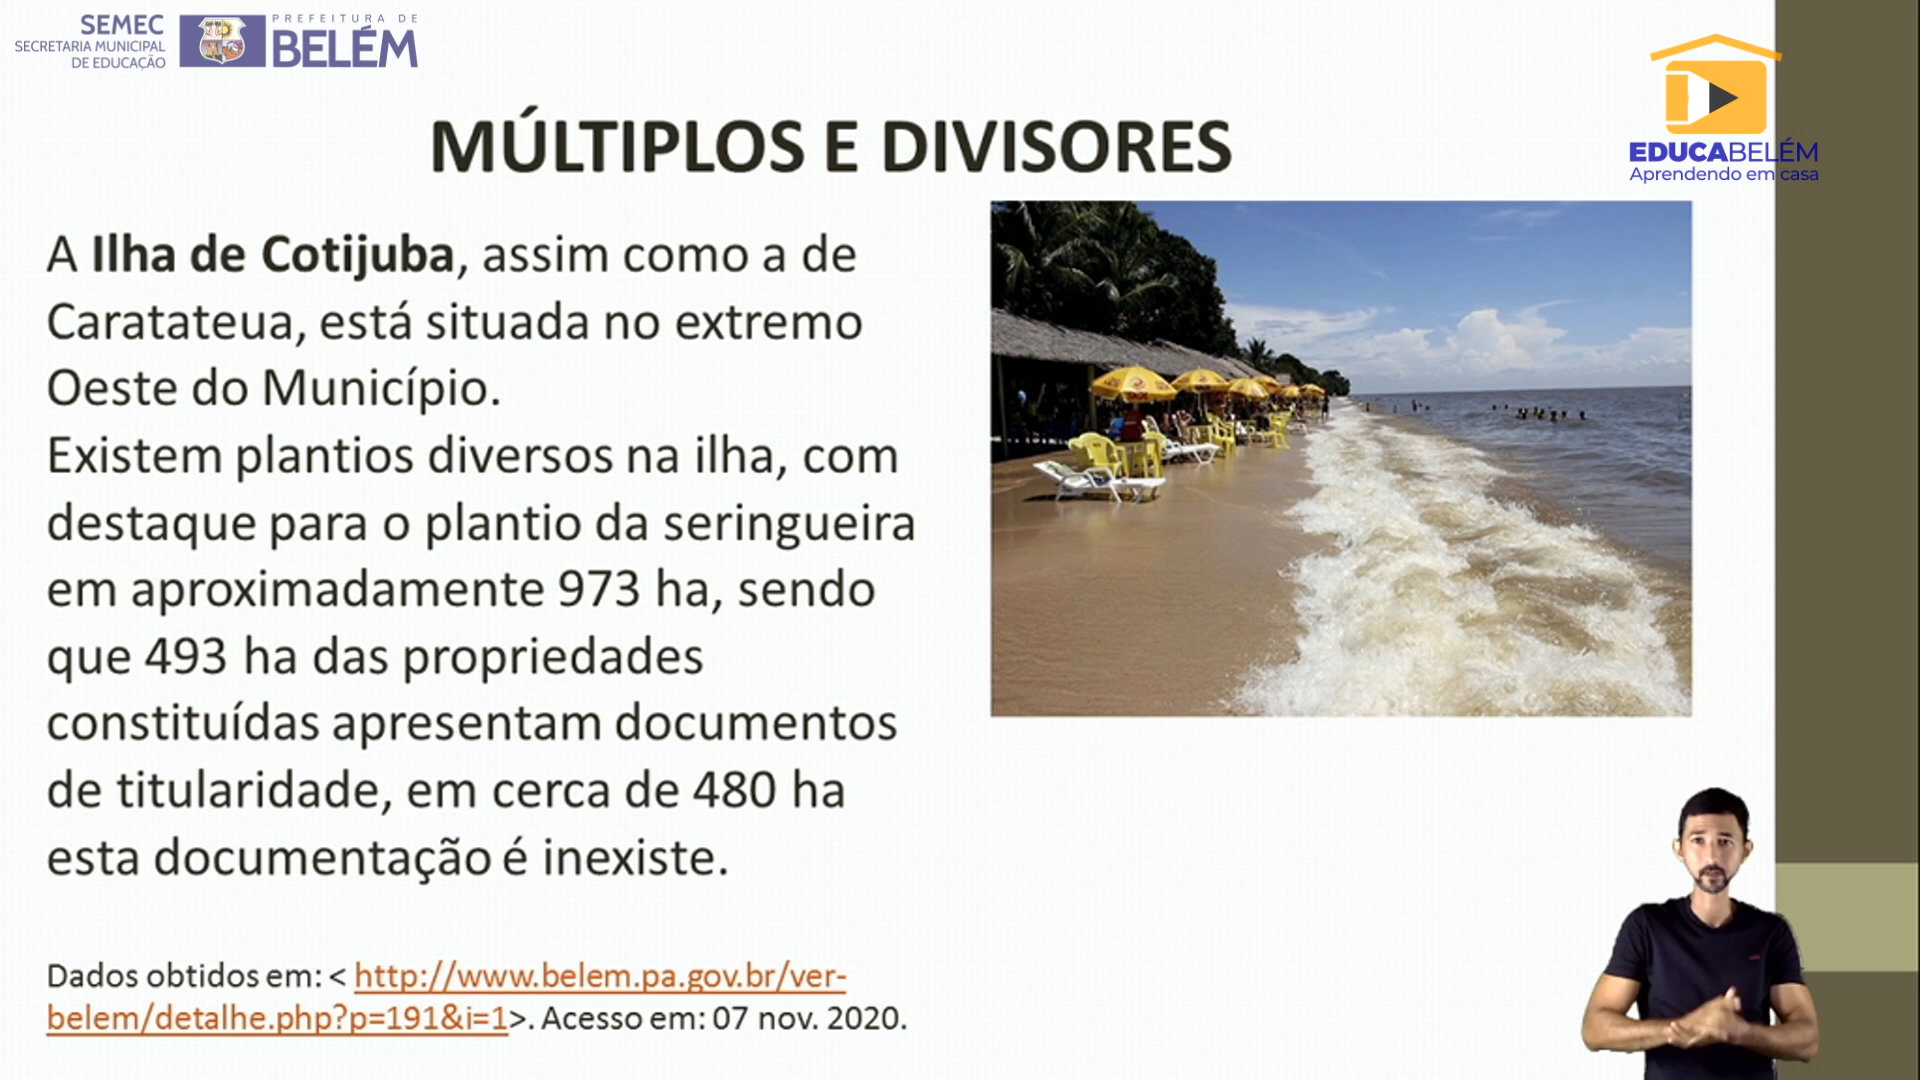 SEMEC
SECRETARIA MUNICIPAL
DE EDUCAÇÃO
PREFEITURA DE
BELÉM
EDUCABELÉM
Aprendendo em casa
MÚLTIPLOS E DIVISORES
A Ilha de Cotijuba, assim como a de
Caratateua, está situada no extremo
Oeste do Município.
Existem plantios diversos na ilha, com
destaque para o plantio da seringueira
em aproximadamente 973 ha, sendo
que 493 ha das propriedades
constituídas apresentam documentos
de titularidade, em cerca de 480 ha
esta documentação é inexiste.
Dados obtidos em: < http://www.belem.pa.gov.br/ver-
belem/detalhe.php?p=191&i=1>. Acesso em: 07 nov. 2020.